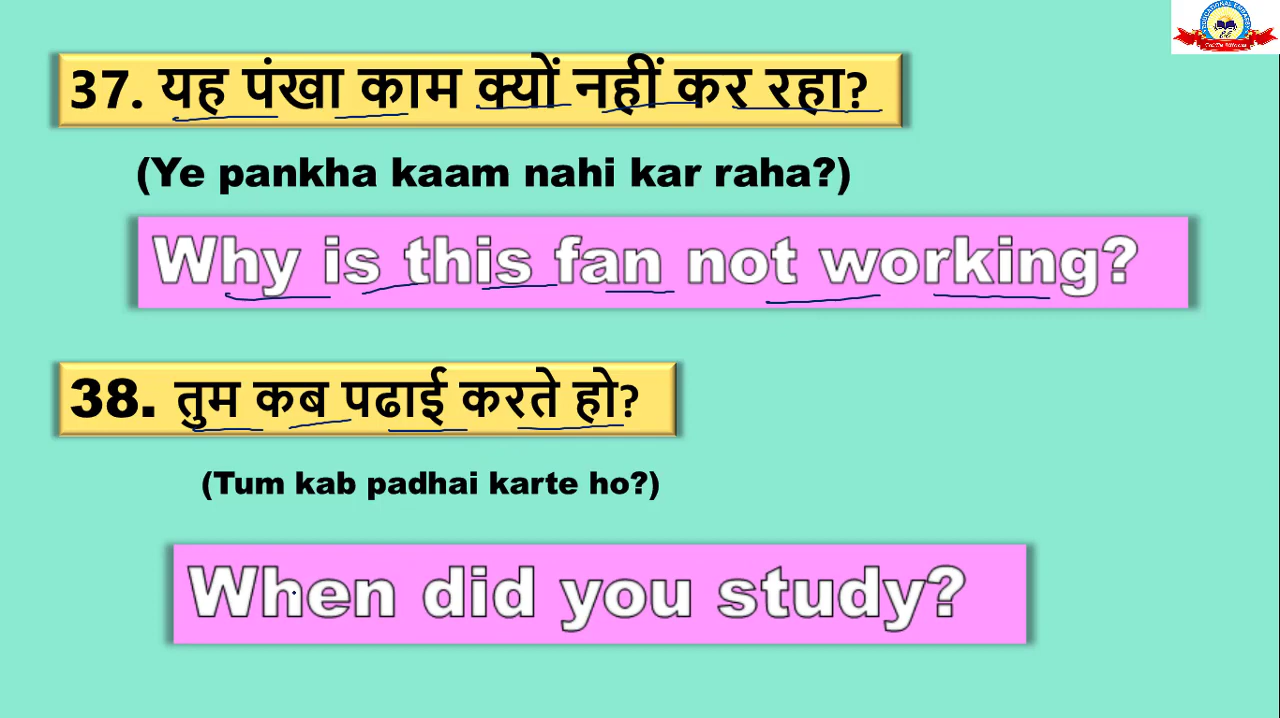 37. यह पंखा काम क्यों नहीं कर रहा?
(Ye pankha kaam nahi kar raha?)
Why is this fan not working?
38. तुम कब पढाई करते हो?
(Tum kab padhai karte ho?)
When did you study?